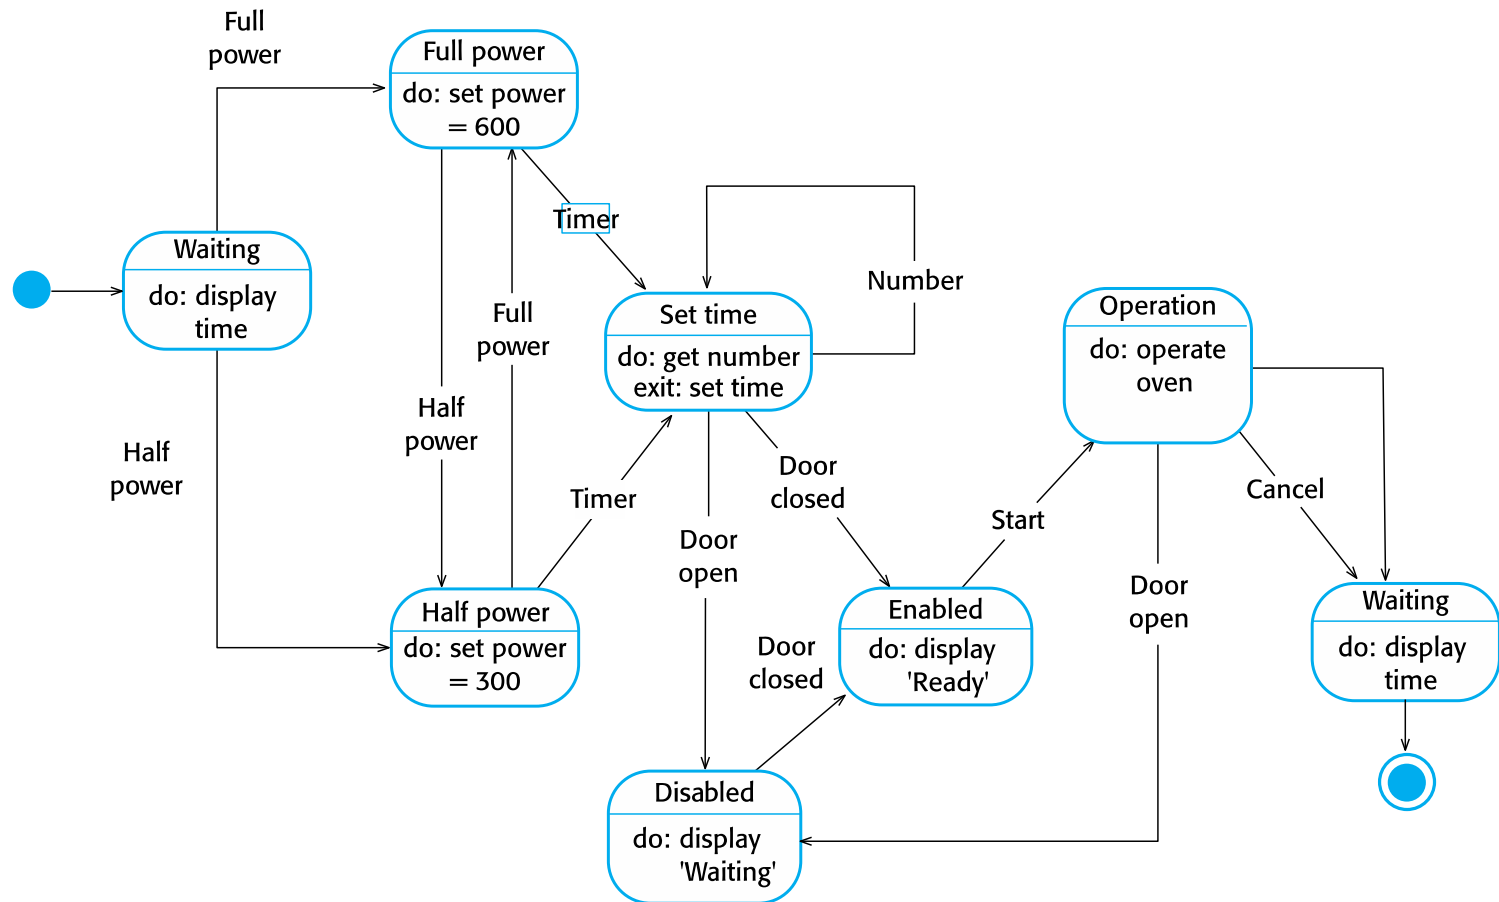 Full
power
Full power
do: set power
= 600
Timer
Waiting
do: display
time
Number
Full
power
Set time
do: get number
exit: set time
Operation
do: operate
oven
Half
power
Half
power
Timer
Door
closed
Door
open
Start
Cancel
Door
open
Half power
do: set power
= 300
Door
closed
Enabled
do: display
'Ready'
Waiting
do: display
time
Disabled
do: display
'Waiting'